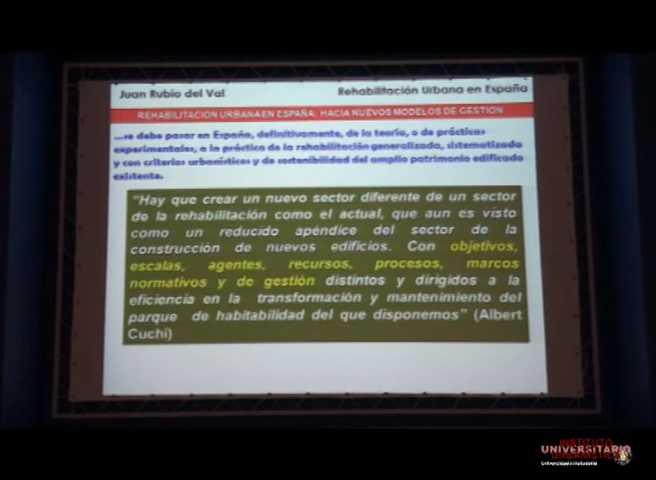 Juan Rubio del Val
Rehabilitación Urbana en España
REHABILITACION URBANA EN ESPAÑA: HACIA NUEVOS MODELOS DE GESTION
...se debe pasar en España, definitivamente, de la teoría, o de prácticas
experimentales, a la práctica de la rehabilitación generalizada, sistematizada
y con criterios urbanísticos y de sostenibilidad del amplio patrimonio edificado
existente.
“Hay que crear un nuevo sector diferente de un sector
de la rehabilitación como el actual, que aun es visto
como un reducido apéndice del sector de la
construcción de nuevos edificios. Con objetivos,
escalas, agentes, recursos, procesos, marcos
normativos y de gestión distintos y dirigidos a la
eficiencia en la transformación y mantenimiento del
parque de habitabilidad del que disponemos” (Albert
Cuchí)
INSTITUTO
UNIVERSITARIO